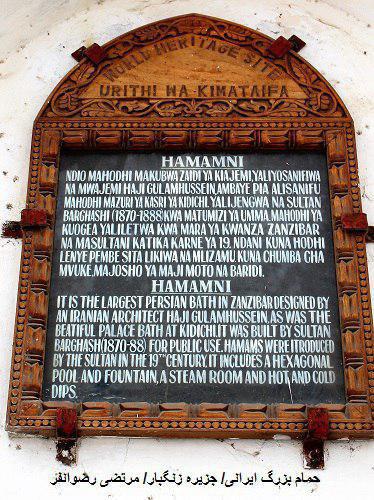 WORLD HERITAGE SITE
URITHI WA KIMATAIFA
HAMAMNI
NDIO MAHODHI MAKUBWA ZAIDI YA KIAJEMI, YALIYOSANIFIWA
NA MWAJEMI HAJI GULAMHUSSEIN, AMBAYE PIA ALISANIFU
MAHODHI MAZURI YA KASRI YA KIDICHI. YALIJENGWA NA SULTAN
BARGHASHI (1870-1888) KWA MATUMIZI YA UMMA. MAHODHI YA
KUOGEA YALILETWA KWA MARA YA KWANZA ZANZIBAR
NA MASULTANI KATIKA KARNE YA 19. NDANI KUNA HODHI
LENYE PEMBE SITA LIKIWA NA MLIZAMU. KUNA CHUMBA CHA
MVUKE, MAJOSHO YA MAJI MOTO NA BARIDI.
HAMAMNI
IT IS THE LARGEST PERSIAN BATH IN ZANZIBAR DESIGNED BY
AN IRANIAN ARCHITECT HAJI GULAMHUSSEIN, AS WAS THE
BEATIFUL PALACE BATH AT KIDICHI. IT WAS BUILT BY SULTAN
BARGHASH (1870-88) FOR PUBLIC USE. HAMAMS WERE ITRODUCED
BY THE SULTAN IN THE 19TH CENTURY. IT INCLUDES A HEXAGONAL
POOL AND FOUNTAIN, A STEAM ROOM AND HOT AND COLD
DIPS.
حمام بزرگ ایرانی/ جزیره زنگبار/ مرتضی رضوانفر